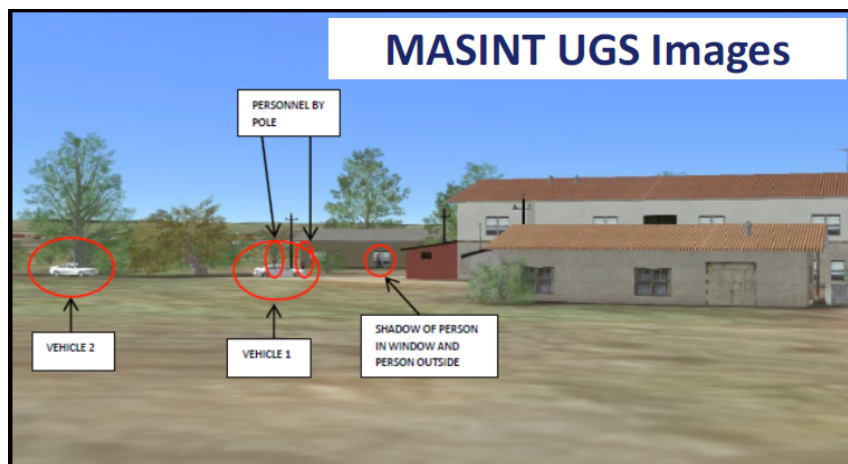 MASINT UGS Images
PERSONNEL BY
POLE
VEHICLE 2
VEHICLE 1
SHADOW OF PERSON
IN WINDOW AND
PERSON OUTSIDE